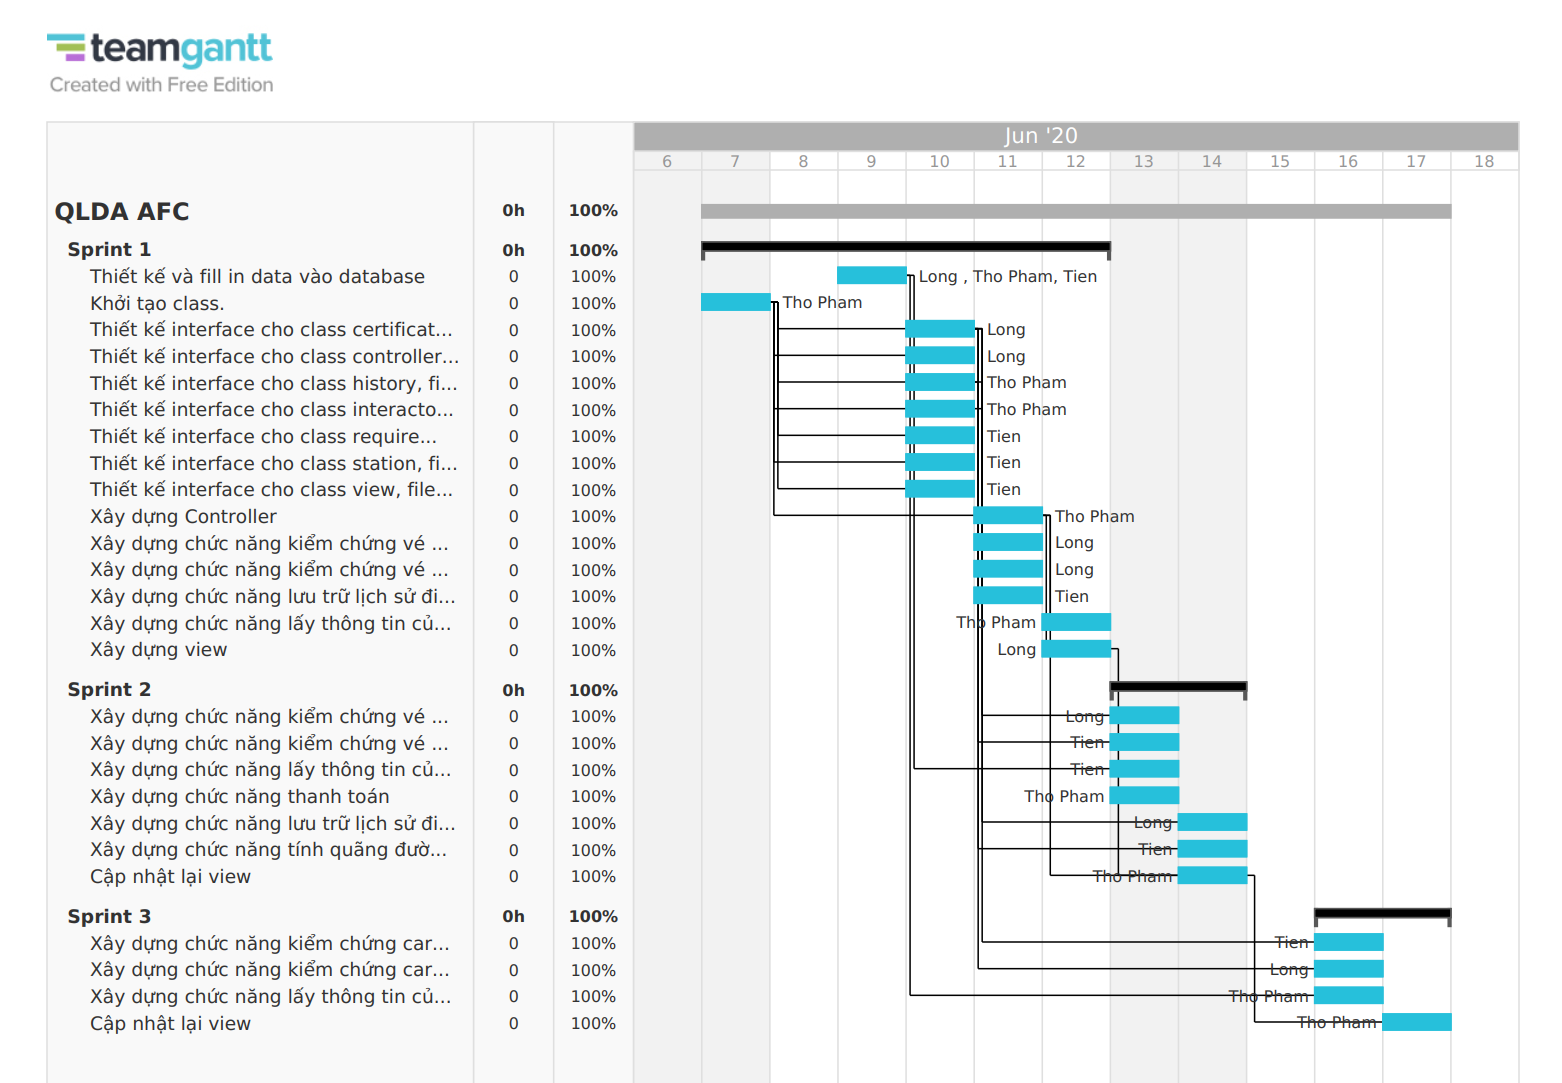 teamgantt
Created with Free Edition
Jun '20
6 7 8 9 10 11 12 13 14 15 16 17 18
QLDA AFC 0h 100%
Sprint 1 0h 100%
Thiết kế và fill in data vào database 0 100% Long , Tho Pham, Tien
Khởi tạo class. 0 100% Tho Pham
Thiết kế interface cho class certificat... 0 100% Long
Thiết kế interface cho class controller... 0 100% Long
Thiết kế interface cho class history, fi... 0 100% Tho Pham
Thiết kế interface cho class interacto... 0 100% Tho Pham
Thiết kế interface cho class require... 0 100% Tien
Thiết kế interface cho class station, fi... 0 100% Tien
Thiết kế interface cho class view, file... 0 100% Tien
Xây dựng Controller 0 100% Tho Pham
Xây dựng chức năng kiểm chứng vé ... 0 100% Long
Xây dựng chức năng kiểm chứng vé ... 0 100% Long
Xây dựng chức năng lưu trữ lịch sử đi... 0 100% Tien
Xây dựng chức năng lấy thông tin củ... 0 100% Tho Pham
Xây dựng view 0 100% Long
Sprint 2 0h 100%
Xây dựng chức năng kiểm chứng vé ... 0 100% Long
Xây dựng chức năng kiểm chứng vé ... 0 100% Tien
Xây dựng chức năng lấy thông tin củ... 0 100% Tien
Xây dựng chức năng thanh toán 0 100% Tho Pham
Xây dựng chức năng lưu trữ lịch sử đi... 0 100% Long
Xây dựng chức năng tính quãng đườ... 0 100% Tien
Cập nhật lại view 0 100% Tho Pham
Sprint 3 0h 100%
Xây dựng chức năng kiểm chứng car... 0 100% Tien
Xây dựng chức năng kiểm chứng car... 0 100% Long
Xây dựng chức năng lấy thông tin củ... 0 100% Tho Pham
Cập nhật lại view 0 100% Tho Pham